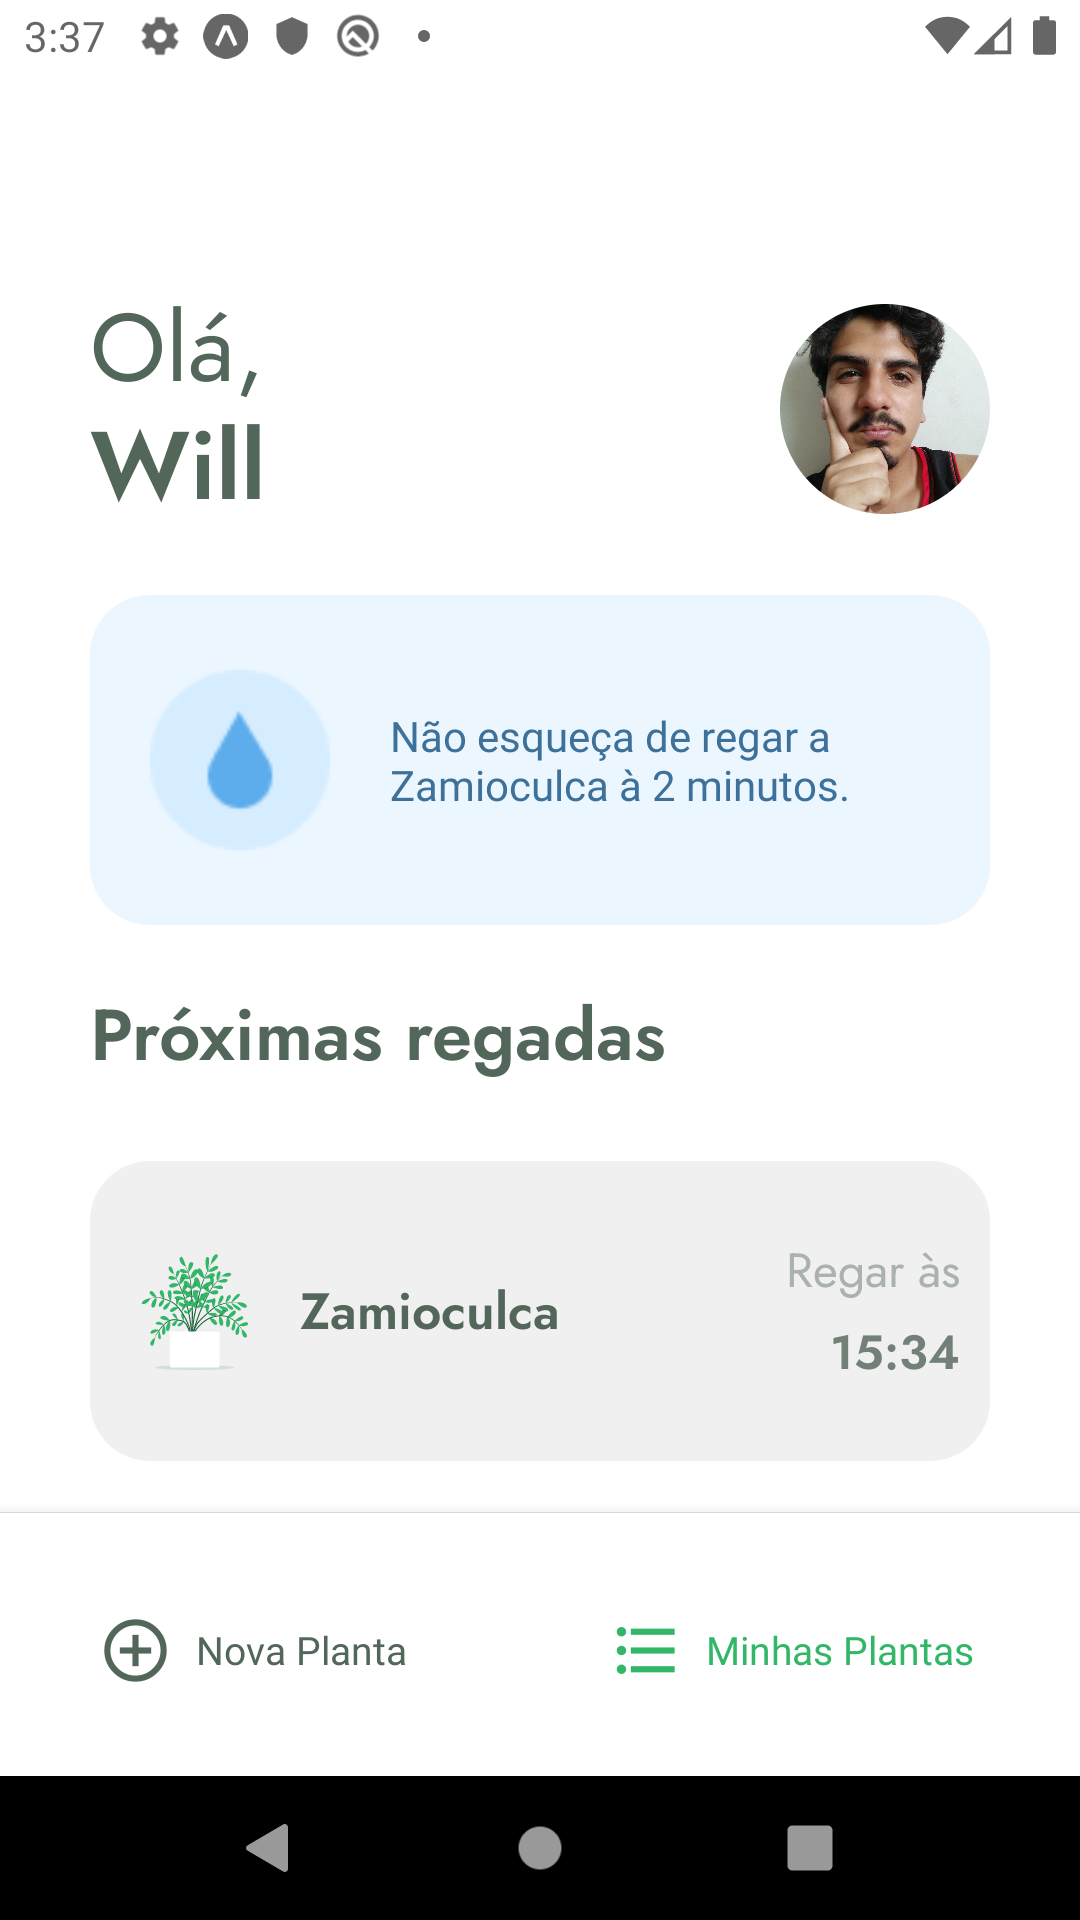 3:37
Olá,
Will
Não esqueça de regar a
Zamioculca à 2 minutos.
Próximas regadas
Zamioculca
Regar às
15:34
Nova Planta
Minhas Plantas